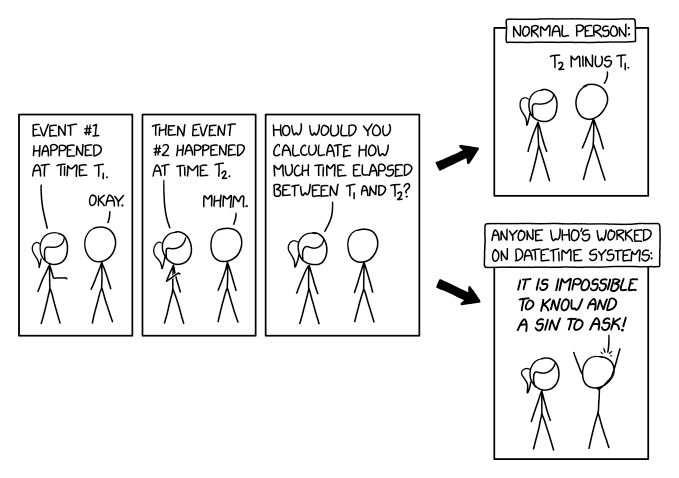 EVENT #1
HAPPENED
AT TIME T₁.
OKAY.
THEN EVENT
#2 HAPPENED
AT TIME T₂.
MHMM.
HOW WOULD YOU
CALCULATE HOW
MUCH TIME ELAPSED
BETWEEN T₁ AND T₂?
NORMAL PERSON:
T₂ MINUS T₁.
ANYONE WHO'S WORKED
ON DATETIME SYSTEMS:
IT IS IMPOSSIBLE
TO KNOW AND
A SIN TO ASK!